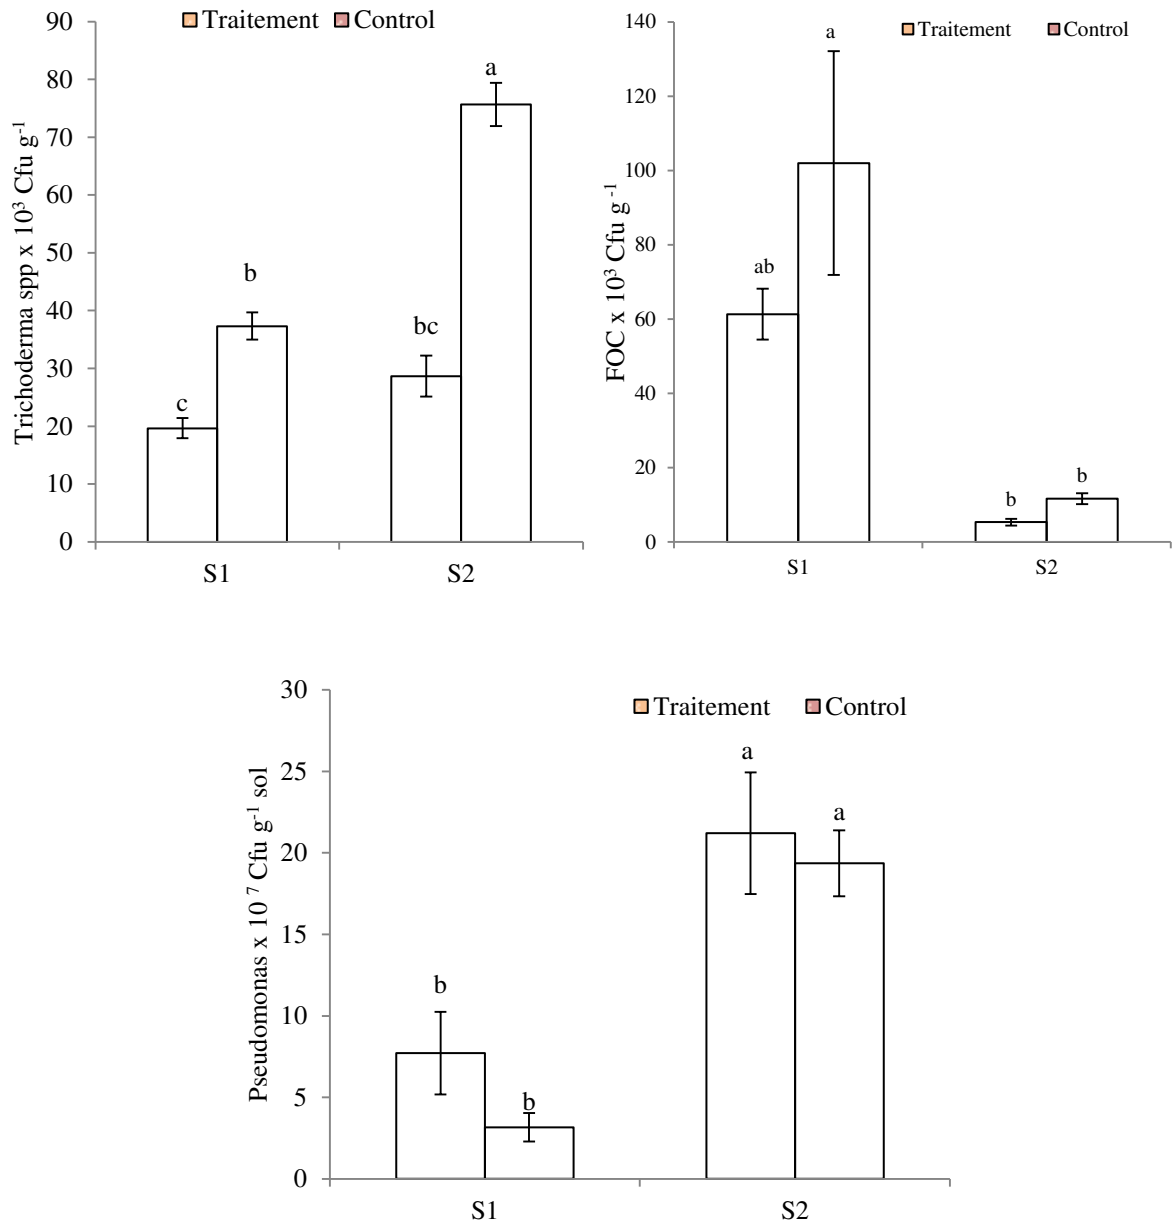 Traitement Control
90
80
70
60
50
40
30
20
10
0
Trichoderma spp x 10³ Cfu g⁻¹
c
b
bc
a
S1 S2
Traitement Control
140
120
100
80
60
40
20
0
FOC x 10³ Cfu g⁻¹
ab
a
b
b
S1 S2
Traitement Control
30
25
20
15
10
5
0
Pseudomonas x 10⁷ Cfu g⁻¹ sol
b
b
a
a
S1 S2